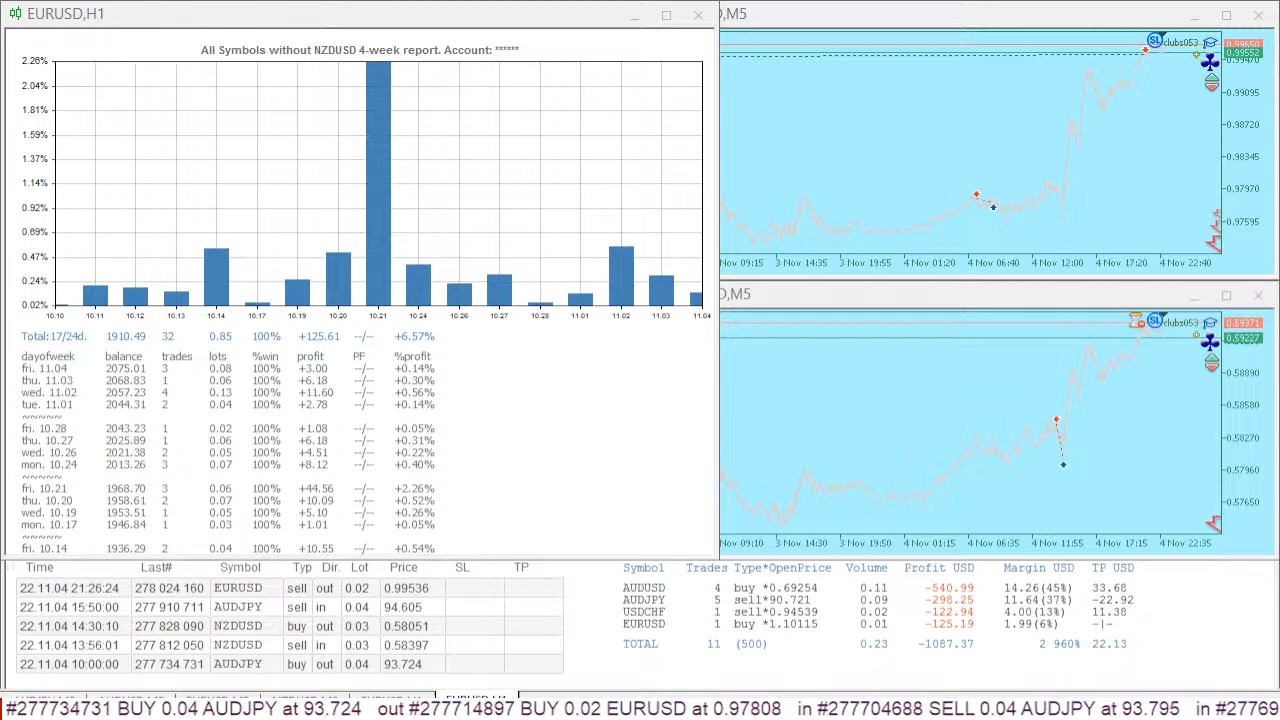 EURUSD,H1
All Symbols without NZDUSD 4-week report. Account: ******
2.26%
2.04%
1.81%
1.59%
1.37%
1.14%
0.92%
0.69%
0.47%
0.24%
0.02%
10.10 10.11 10.12 10.13 10.14 10.17 10.19 10.20 10.21 10.24 10.26 10.27 10.28 11.01 11.02 11.03 11.04
Total:17/24d. 1910.49 32 0.85 100% +125.61 --/-- +6.57%
dayofweek balance trades lots %win profit PF %profit
fri. 11.04 2075.01 3 0.08 100% +3.00 --/-- +0.14%
thu. 11.03 2068.83 1 0.06 100% +6.18 --/-- +0.30%
wed. 11.02 2057.23 4 0.13 100% +11.60 --/-- +0.56%
tue. 11.01 2044.31 2 0.04 100% +2.78 --/-- +0.14%
~~~~~
fri. 10.28 2043.23 1 0.02 100% +1.08 --/-- +0.05%
thu. 10.27 2025.89 1 0.06 100% +6.18 --/-- +0.31%
wed. 10.26 2021.38 2 0.05 100% +4.51 --/-- +0.22%
mon. 10.24 2013.26 3 0.07 100% +8.12 --/-- +0.40%
~~~~~
fri. 10.21 1968.70 3 0.06 100% +44.56 --/-- +2.26%
thu. 10.20 1958.61 2 0.07 100% +10.09 --/-- +0.52%
wed. 10.19 1953.51 1 0.05 100% +5.10 --/-- +0.26%
mon. 10.17 1946.84 1 0.03 100% +1.01 --/-- +0.05%
~~~~~
fri. 10.14 1936.29 2 0.04 100% +10.55 --/-- +0.54%
D,M5
SL clubs053
0.99650
0.99552
0.99470
0.99095
0.98720
0.98345
0.97970
0.97595
Nov 09:15 3 Nov 14:35 3 Nov 19:55 4 Nov 01:20 4 Nov 06:40 4 Nov 12:00 4 Nov 17:20 4 Nov 22:40
D,M5
SL clubs053
0.59371
0.59227
0.58890
0.58580
0.58270
0.57960
0.57650
Nov 09:10 3 Nov 14:30 3 Nov 19:50 4 Nov 01:15 4 Nov 06:35 4 Nov 11:55 4 Nov 17:15 4 Nov 22:35
Time Last# Symbol Typ Dir. Lot Price SL TP
22.11.04 21:26:24 278 024 160 EURUSD sell out 0.02 0.99536
22.11.04 15:50:00 277 910 711 AUDJPY sell in 0.04 94.605
22.11.04 14:30:10 277 828 090 NZDUSD buy out 0.03 0.58051
22.11.04 13:56:01 277 812 050 NZDUSD sell in 0.03 0.58397
22.11.04 10:00:00 277 734 731 AUDJPY buy out 0.04 93.724
Symbol Trades Type*OpenPrice Volume Profit USD Margin USD TP USD
AUDUSD 4 buy *0.69254 0.11 -540.99 14.26(45%) 33.68
AUDJPY 5 sell*90.721 0.09 -298.25 11.64(37%) -22.92
USDCHF 1 sell*0.94539 0.02 -122.94 4.00(13%) 11.38
EURUSD 1 buy *1.10115 0.01 -125.19 1.99(6%) -|-
TOTAL 11 (500) 0.23 -1087.37 2 960% 22.13
EURUSD,H1
#277734731 BUY 0.04 AUDJPY at 93.724 out #277714897 BUY 0.02 EURUSD at 0.97808 in #277704688 SELL 0.04 AUDJPY at 93.795 in #27769